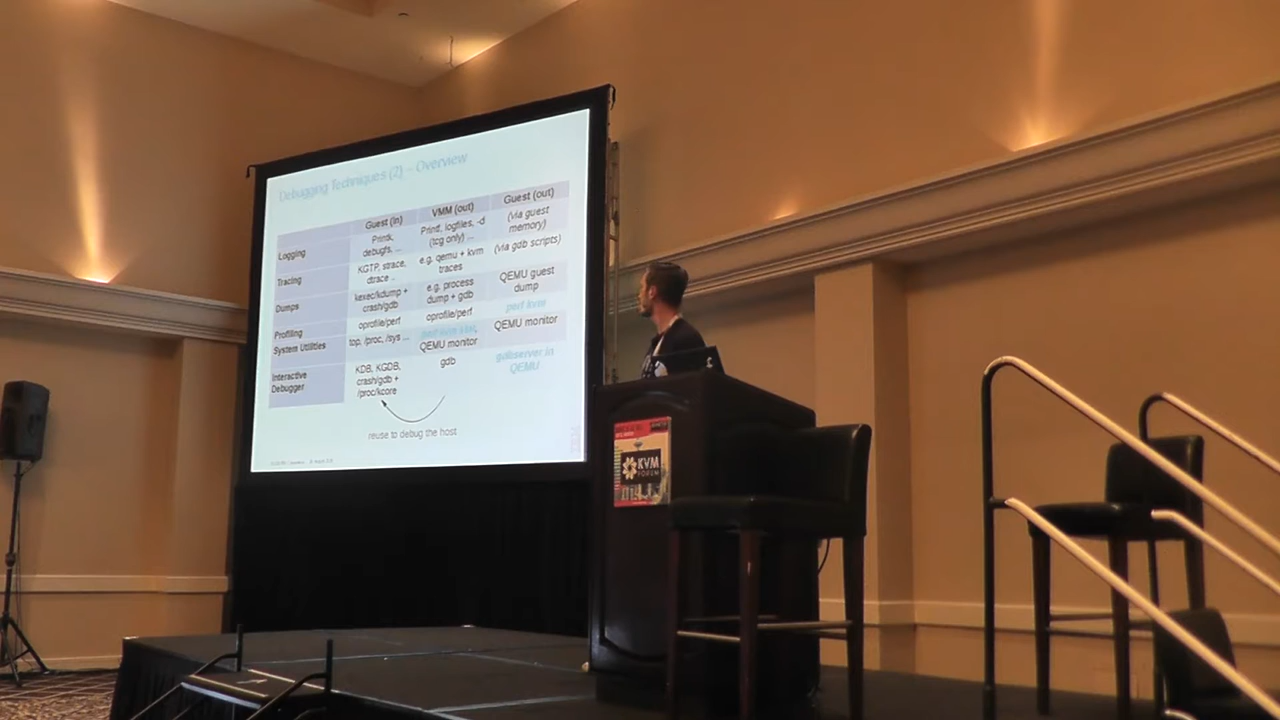 Debugging Techniques (2) – Overview
Guest (in) VMM (out) Guest (out)
Logging Printk, debugfs, ... Printf, logfiles, -d (tcg only) ... (via guest memory)
Tracing KGTP, strace, dtrace .. e.g. qemu + kvm traces (via gdb scripts)
Dumps kexec/kdump + crash/gdb e.g. process dump + gdb QEMU guest dump
Profiling oprofile/perf oprofile/perf perf kvm
System Utilities top, /proc, /sys ... QEMU monitor QEMU monitor
Interactive Debugger KDB, KGDB, crash/gdb + /proc/kcore gdb gdbserver in QEMU
reuse to debug the host
KVM
FORUM